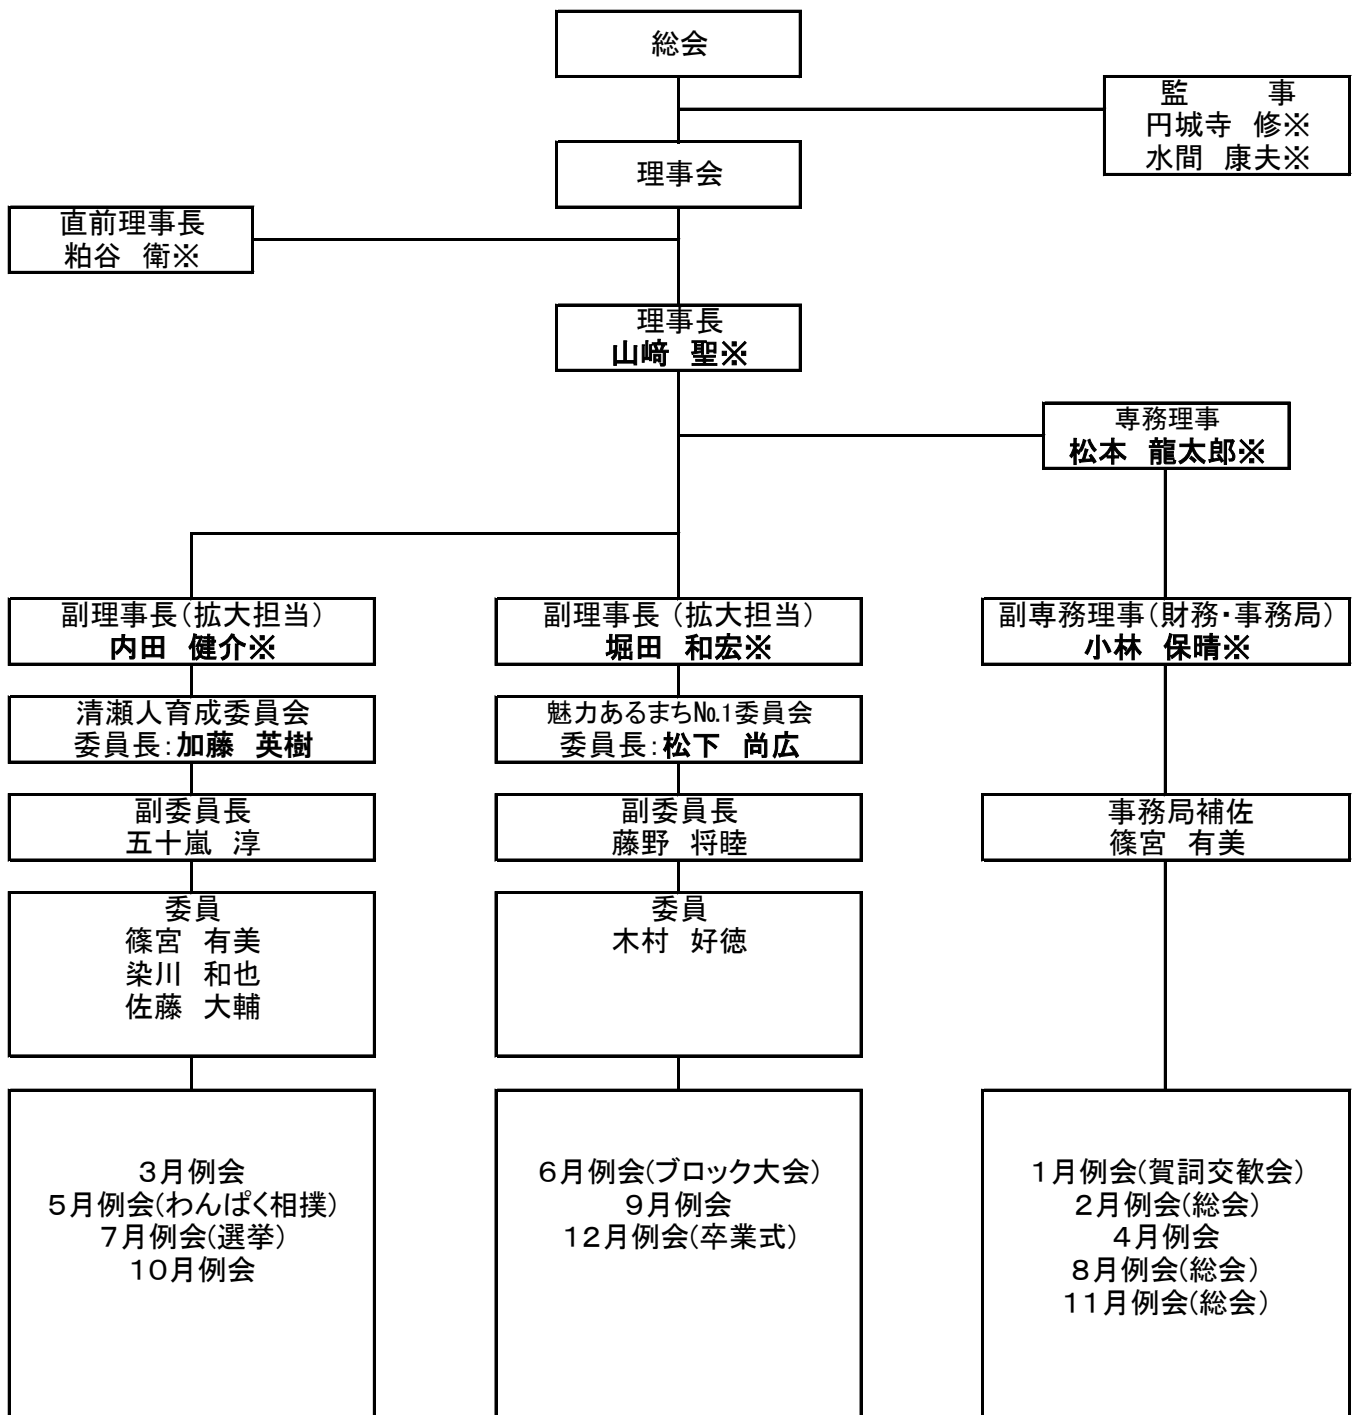 総会
監　　事
円城寺　修※
水間　康夫※
理事会
直前理事長
粕谷　衛※
理事長
山﨑　聖※
専務理事
松本　龍太郎※
副理事長（拡大担当）
内田　健介※
清瀬人育成委員会
委員長：加藤　英樹
副委員長
五十嵐　淳
委員
篠宮　有美
染川　和也
佐藤　大輔
３月例会
５月例会(わんぱく相撲)
７月例会(選挙)
１０月例会
副理事長（拡大担当）
堀田　和宏※
魅力あるまち№1委員会
委員長：松下　尚広
副委員長
藤野　将睦
委員
木村　好徳
６月例会(ブロック大会)
９月例会
１２月例会(卒業式)
副専務理事（財務・事務局）
小林　保晴※
事務局補佐
篠宮　有美
１月例会(賀詞交歓会)
２月例会(総会)
４月例会
８月例会(総会)
１１月例会(総会)